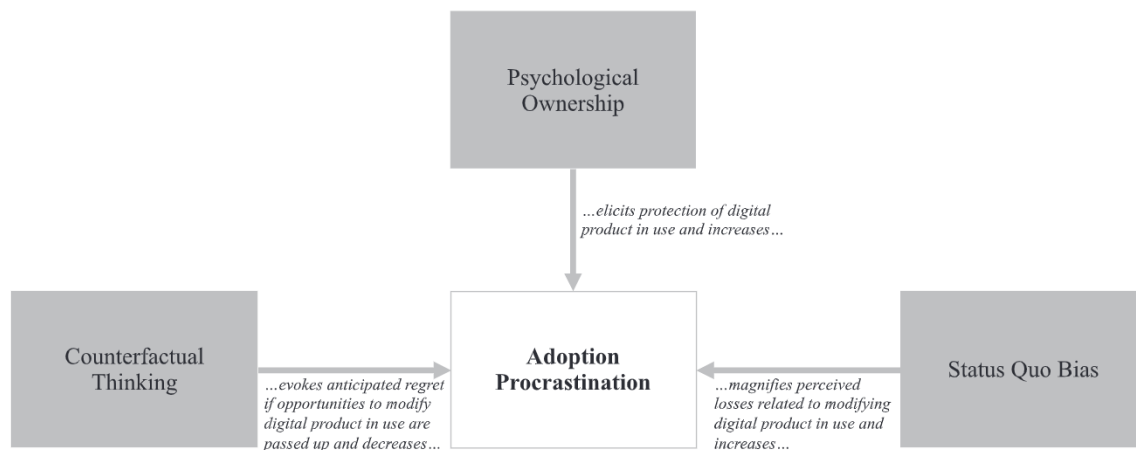 Psychological
Ownership
…elicits protection of digital
product in use and increases…
Counterfactual
Thinking
…evokes anticipated regret
if opportunities to modify
digital product in use are
passed up and decreases…
Adoption
Procrastination
…magnifies perceived
losses related to modifying
digital product in use and
increases…
Status Quo Bias